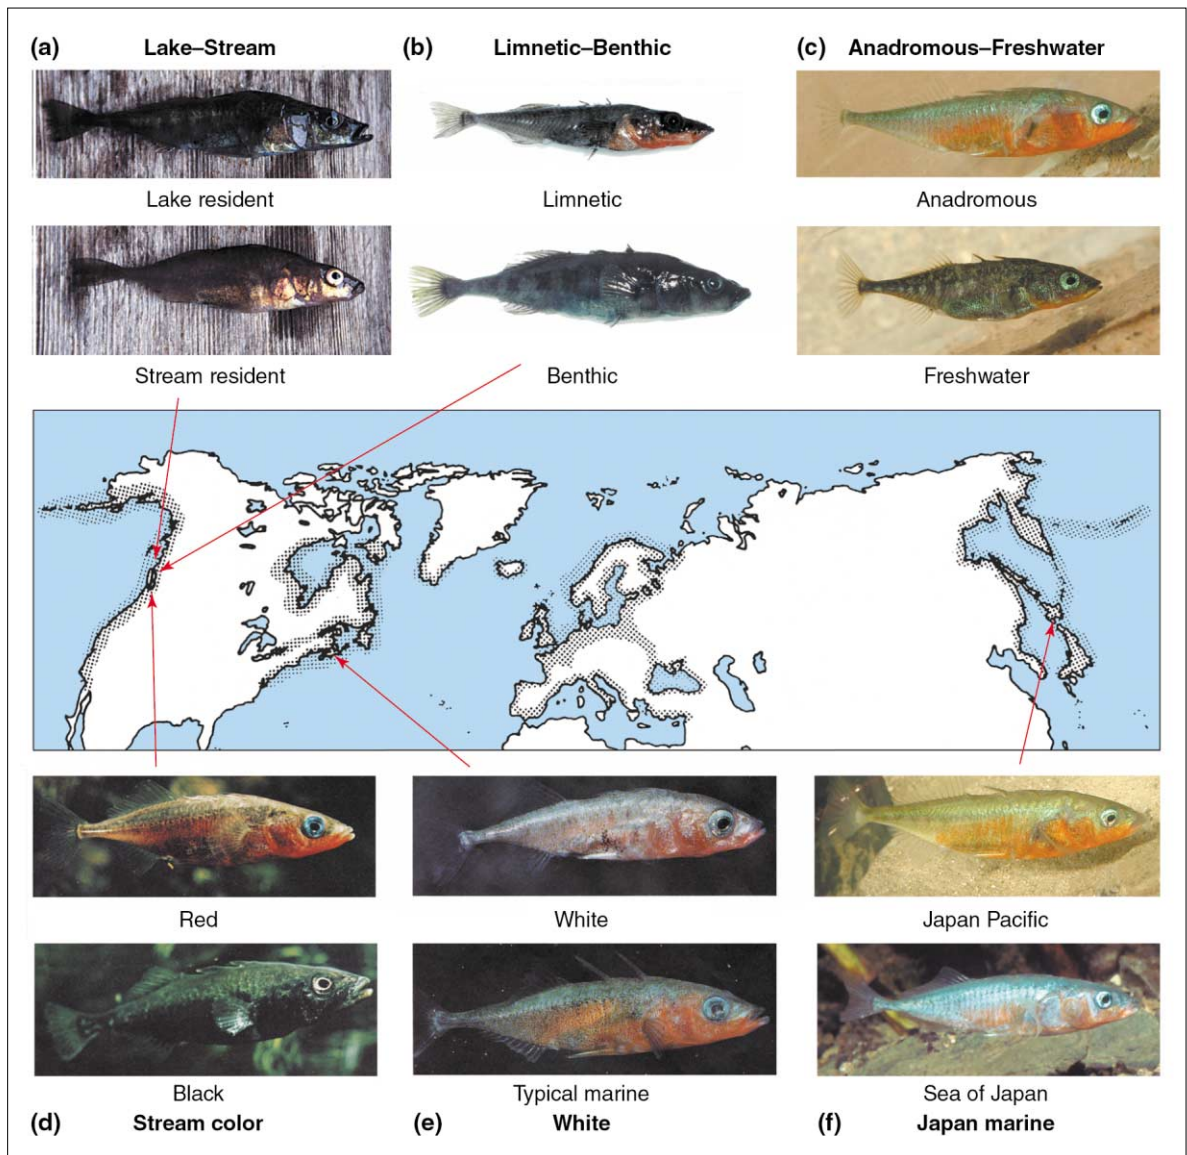 (a) Lake–Stream
(b) Limnetic–Benthic
(c) Anadromous–Freshwater
Lake resident
Limnetic
Anadromous
Stream resident
Benthic
Freshwater
Red
White
Japan Pacific
Black
Typical marine
Sea of Japan
(d) Stream color
(e) White
(f) Japan marine